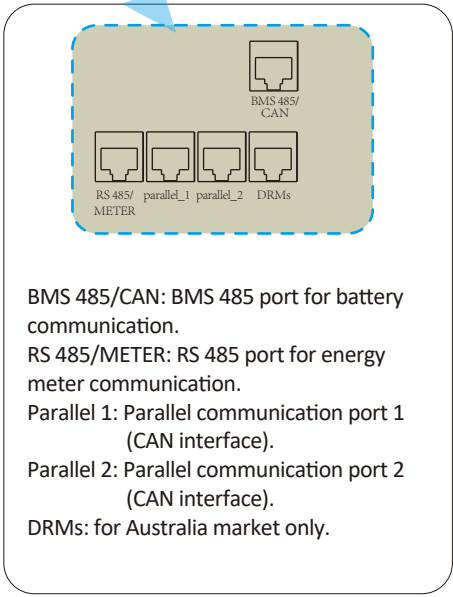 BMS 485/
CAN
RS 485/ parallel_1 parallel_2 DRMs
METER
BMS 485/CAN: BMS 485 port for battery
communication.
RS 485/METER: RS 485 port for energy
meter communication.
Parallel 1: Parallel communication port 1
(CAN interface).
Parallel 2: Parallel communication port 2
(CAN interface).
DRMs: for Australia market only.